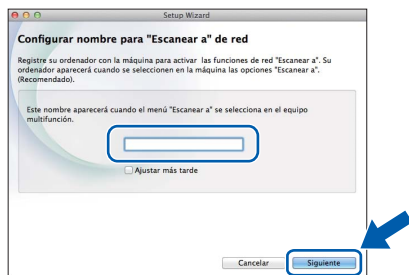 Setup Wizard
Configurar nombre para "Escanear a" de red
Registre su ordenador con la máquina para activar las funciones de red "Escanear a". Su
ordenador aparecerá cuando se seleccionen en la máquina las opciones "Escanear a".
(Recomendado).
Este nombre aparecerá cuando el menú "Escanear a" se selecciona en el equipo
multifunción.
Ajustar más tarde
Cancelar
Siguiente